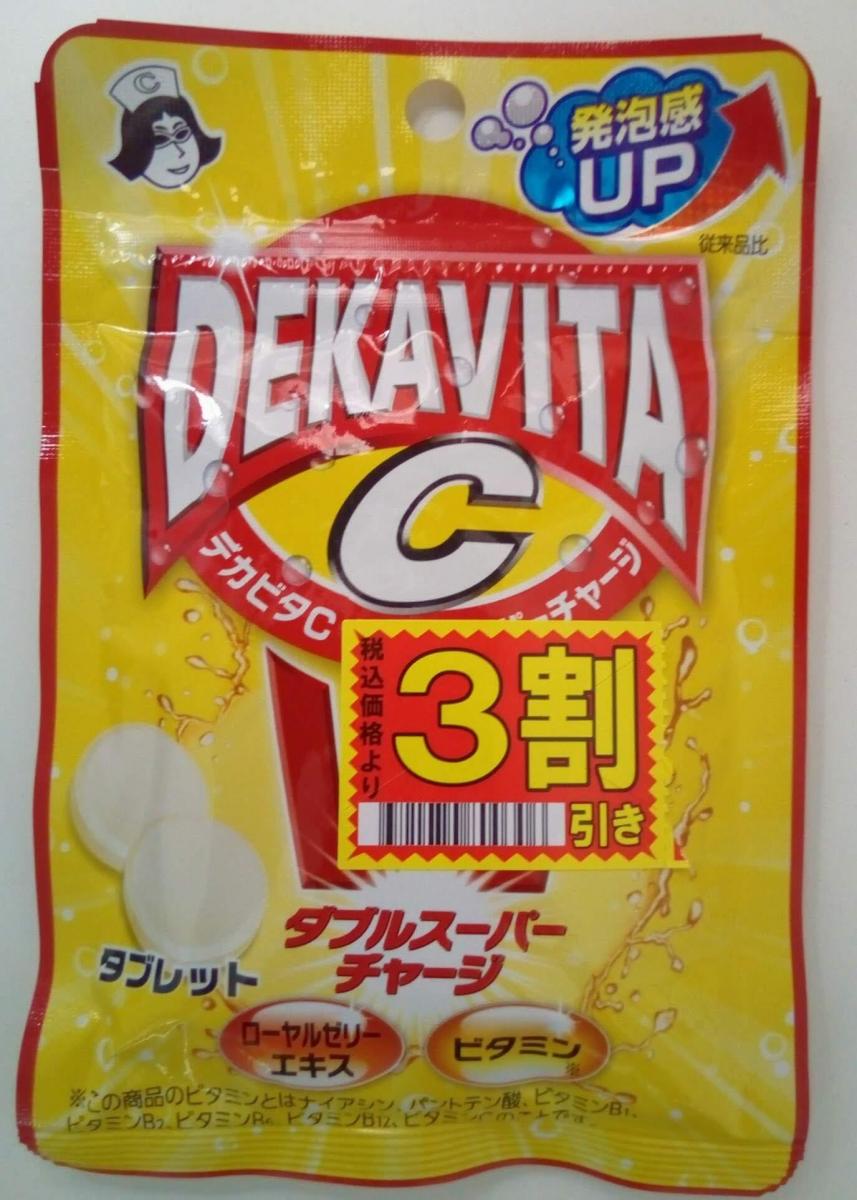 C
発泡感
UP
従来品比
DEKAVITA
C
デカビタC
パーチャージ
税込価格より
3割
引き
ダブルスーパー
チャージ
タブレット
ローヤルゼリー
エキス
ビタミン
※
※この商品のビタミンとはナイアシン、パントテン酸、ビタミンB1、
ビタミンB2、ビタミンB6、ビタミンB12、ビタミンCのことです。